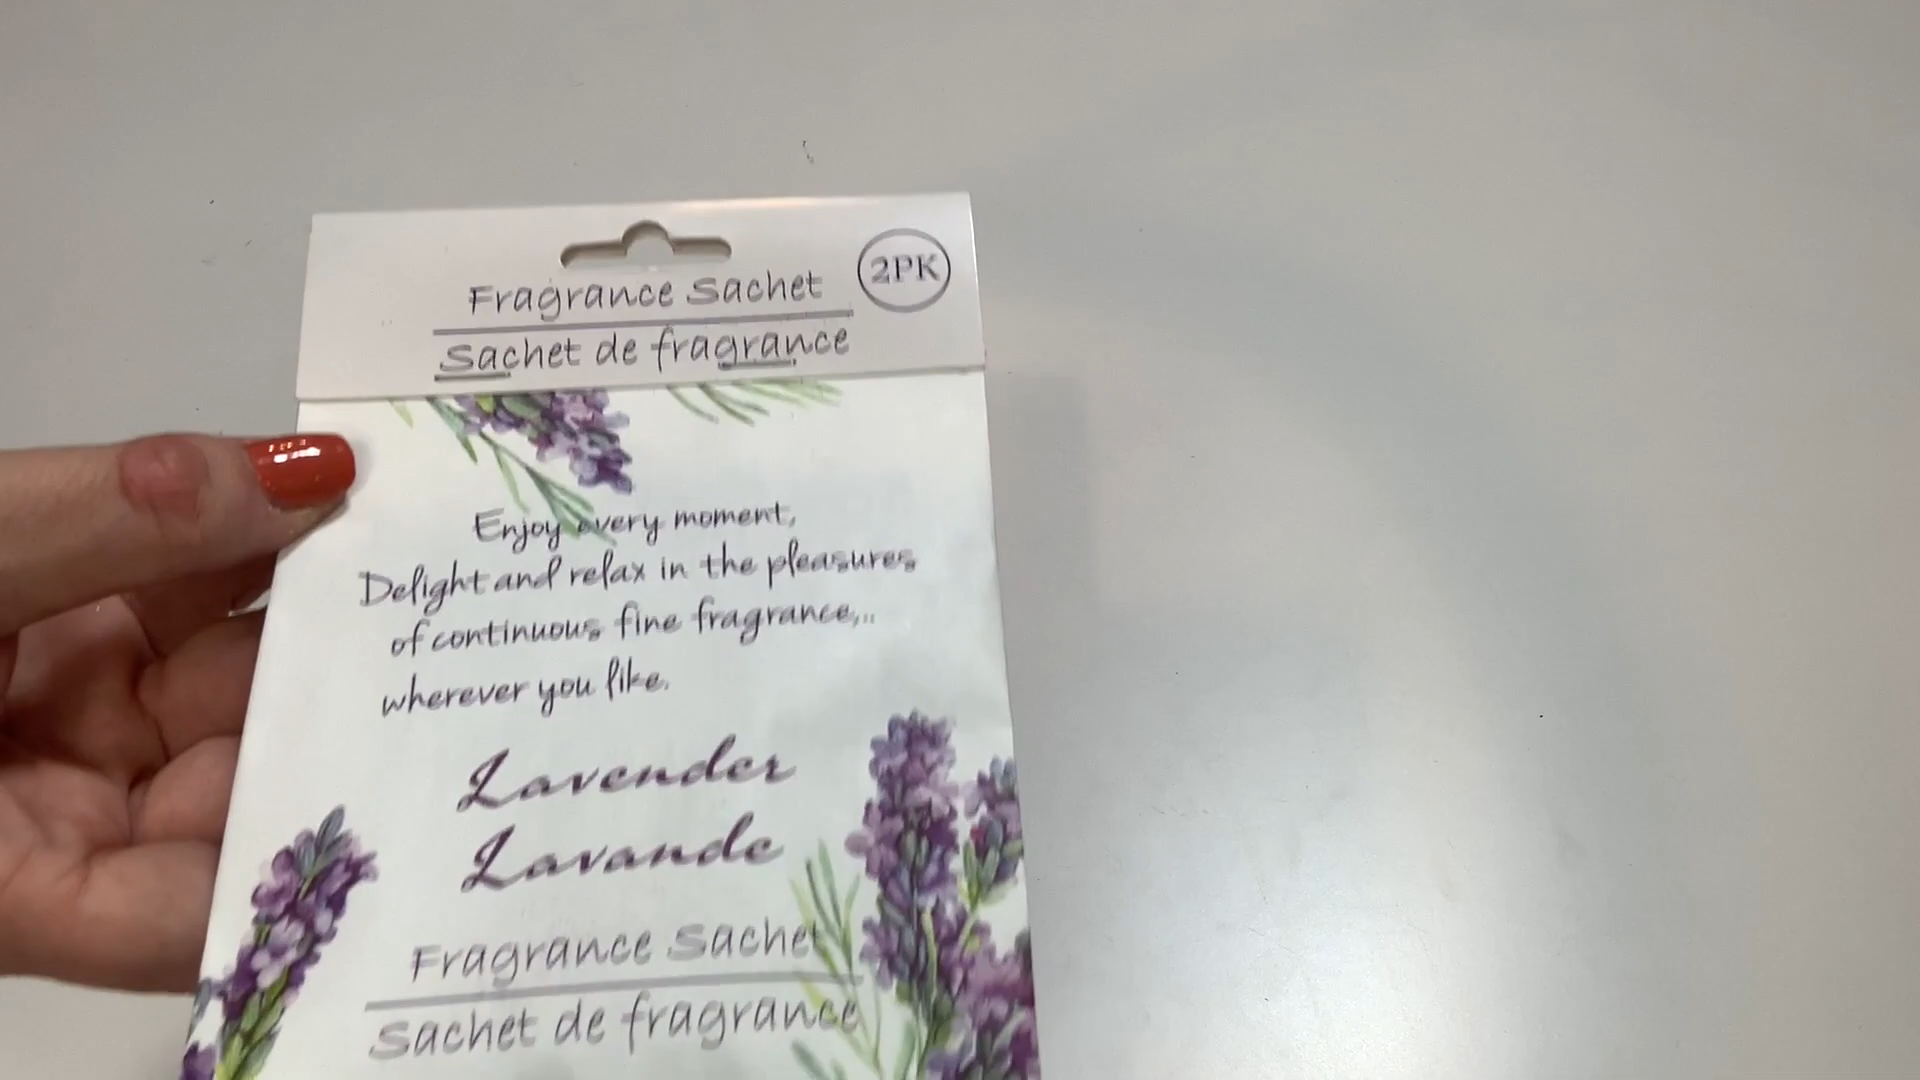 Fragrance Sachet
2PK
Sachet de fragrance
Enjoy every moment,
Delight and relax in the pleasures
of continuous fine fragrance,..
wherever you like.
Lavender
Lavande
Fragrance Sachet
Sachet de fragrance